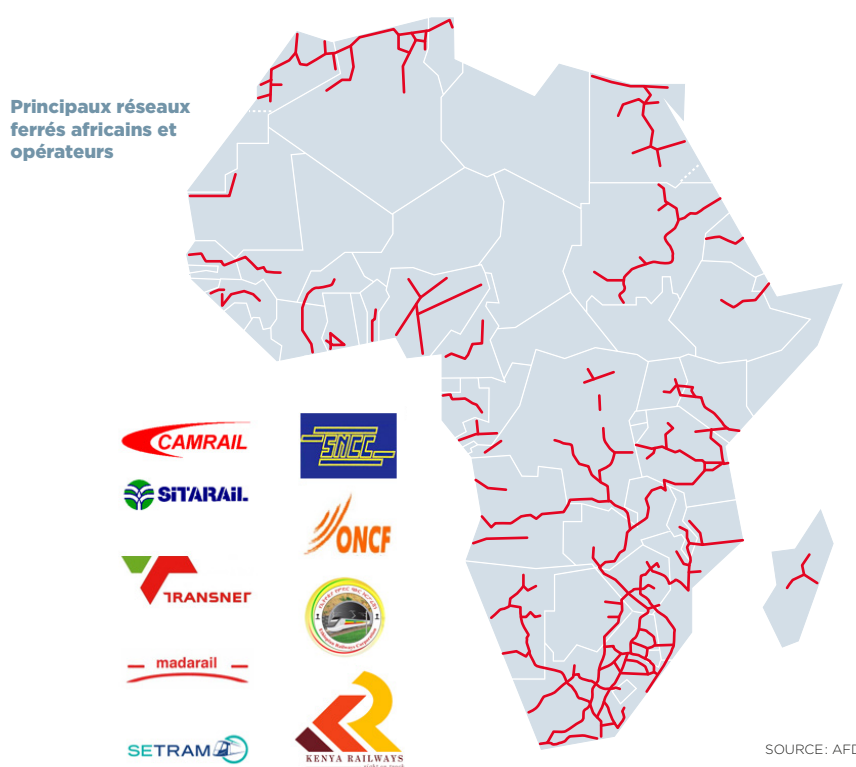 Principaux réseaux
ferrés africains et
opérateurs
CAMRAIL
SNCC
SITARAIL
ONCF
TRANSNET
madarail
SETRAM
KENYA RAILWAYS
SOURCE: AFD